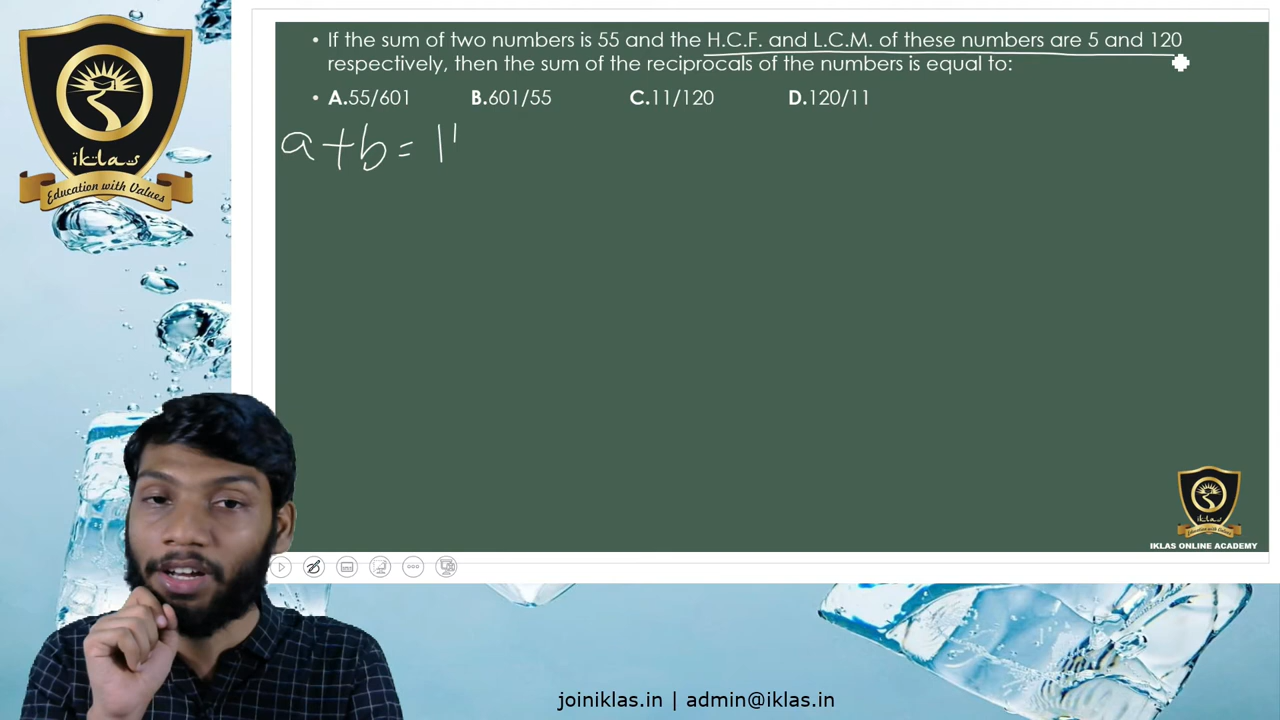 • If the sum of two numbers is 55 and the H.C.F. and L.C.M. of these numbers are 5 and 120
respectively, then the sum of the reciprocals of the numbers is equal to:
• A.55/601 B.601/55 C.11/120 D.120/11
a+b=11
iklas
Education with Values
iklas
IKLAS ONLINE ACADEMY
joiniklas.in | admin@iklas.in